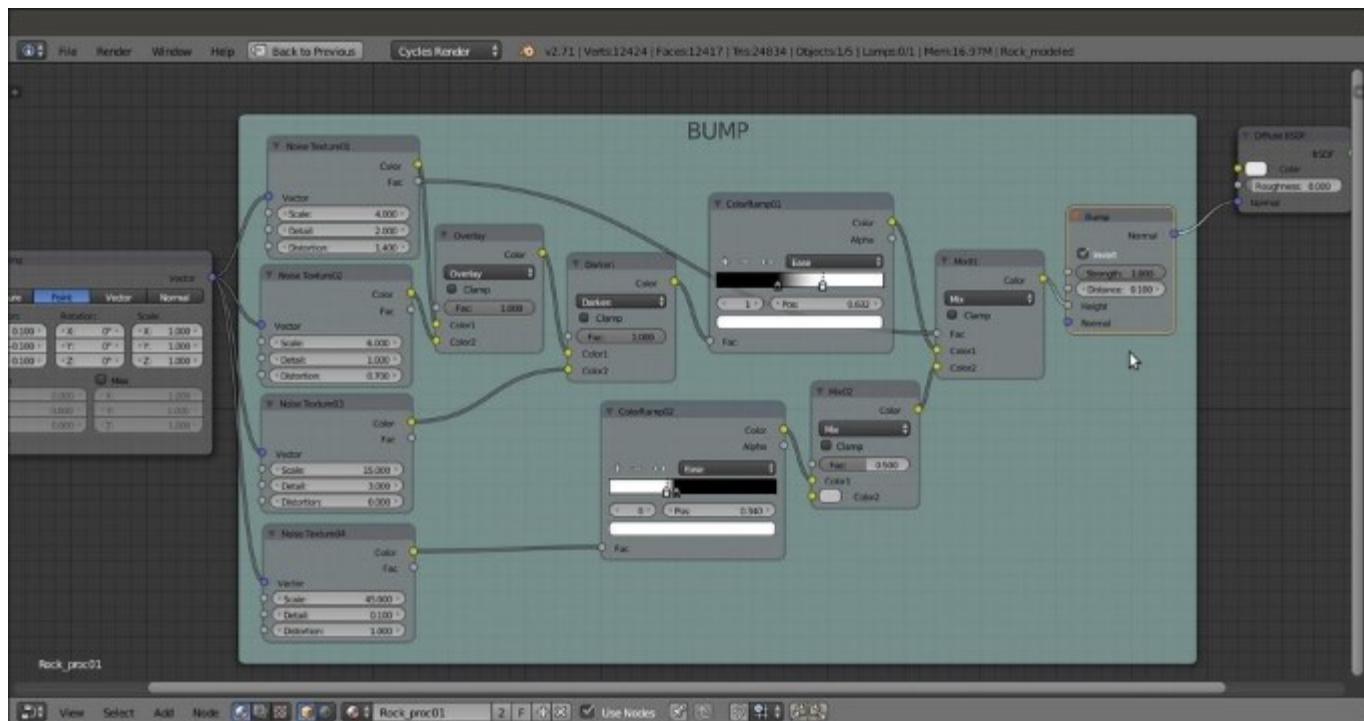 File Render Window Help Back to Previous Cycles Render v2.71 | Verts:12424 | Faces:12417 | Tris:24834 | Objects:1/5 | Lamps:0/1 | Mem:16.97M | Rock_modeled
BUMP
Noise Texture01
Color
Fac
Vector
Scale: 4.000
Detail: 2.000
Distortion: 1.400
Noise Texture02
Color
Fac
Vector
Scale: 6.000
Detail: 1.000
Distortion: 0.700
Noise Texture03
Color
Fac
Vector
Scale: 15.000
Detail: 3.000
Distortion: 0.000
Noise Texture04
Color
Fac
Vector
Scale: 45.000
Detail: 0.100
Distortion: 1.000
Vector
Point Vector Normal
Rotation: Scale:
0.100 X: 0° X: 1.000
-0.100 Y: 0° Y: 1.000
0.100 Z: 0° Z: 1.000
Max
Overlay
Color
Overlay
Clamp
Fac: 1.000
Color1
Color2
Darken
Color
Darken
Clamp
Fac: 1.000
Color1
Color2
ColorRamp01
Color
Alpha
Ease
1 Pos: 0.632
Fac
ColorRamp02
Color
Alpha
Ease
0 Pos: 0.340
Fac
Mix02
Color
Mix
Clamp
Fac: 0.500
Color1
Color2
Mix01
Color
Mix
Clamp
Fac
Color1
Color2
Bump
Normal
Invert
Strength: 1.000
Distance: 0.100
Height
Normal
Diffuse BSDF
BSDF
Color
Roughness: 0.000
Normal
Rock_proc01
View Select Add Node Rock_proc01 2 F Use Nodes